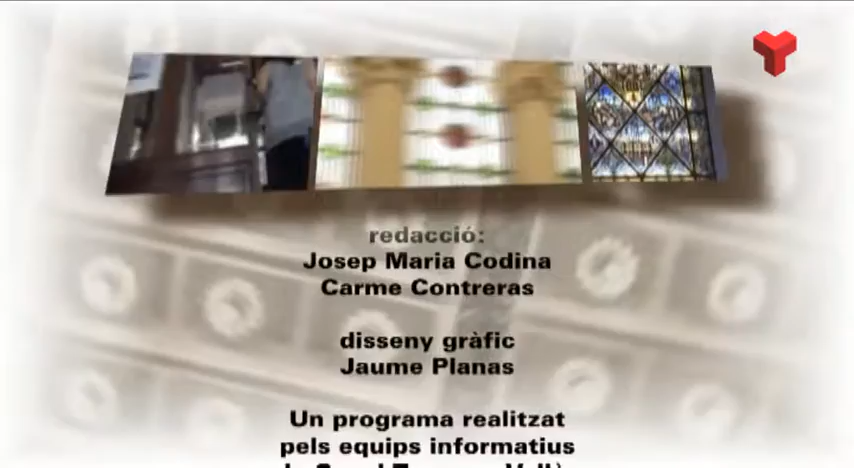 redacció:
Josep Maria Codina
Carme Contreras
disseny gràfic
Jaume Planas
Un programa realitzat
pels equips informatius